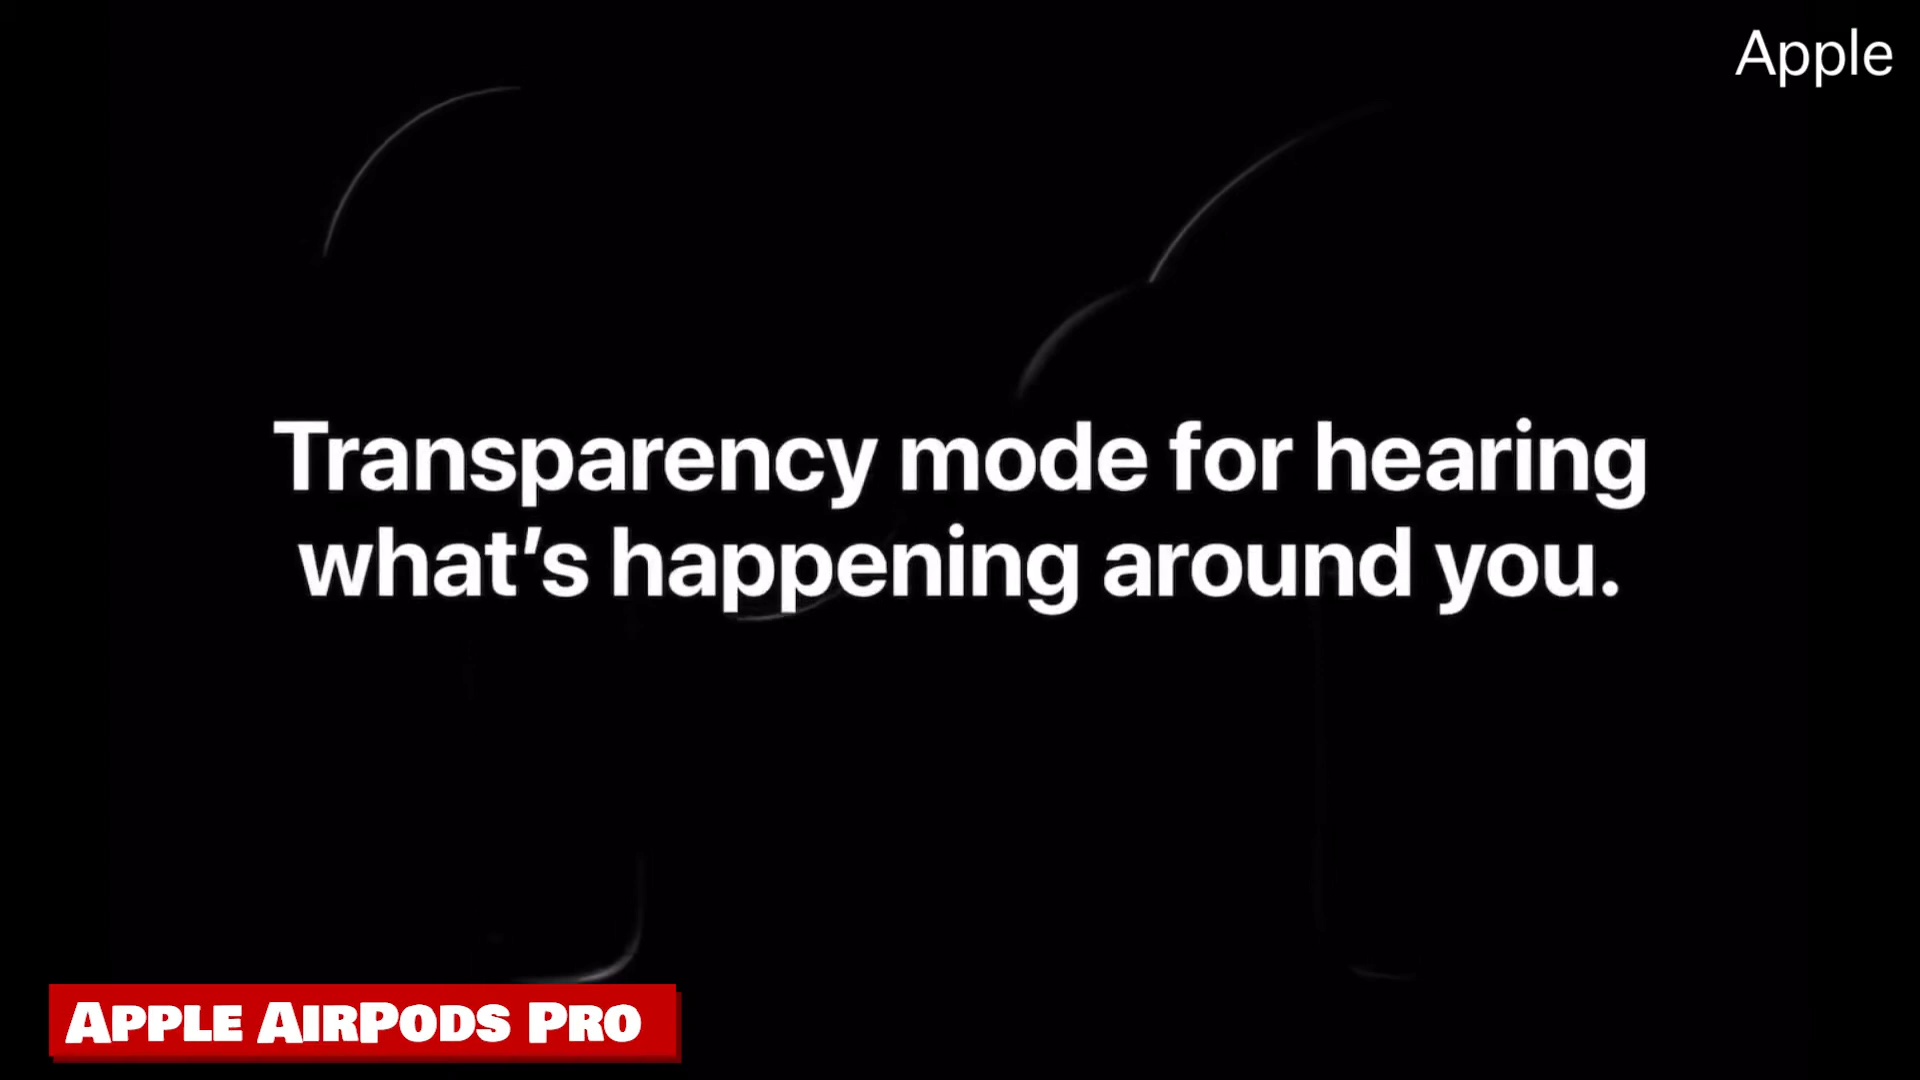 Apple
Transparency mode for hearing
what’s happening around you.
Apple AirPods Pro